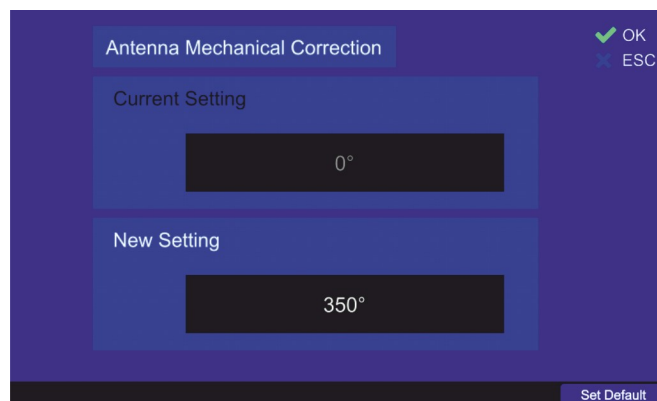 Antenna Mechanical Correction
OK
ESC
Current Setting
0°
New Setting
350°
Set Default